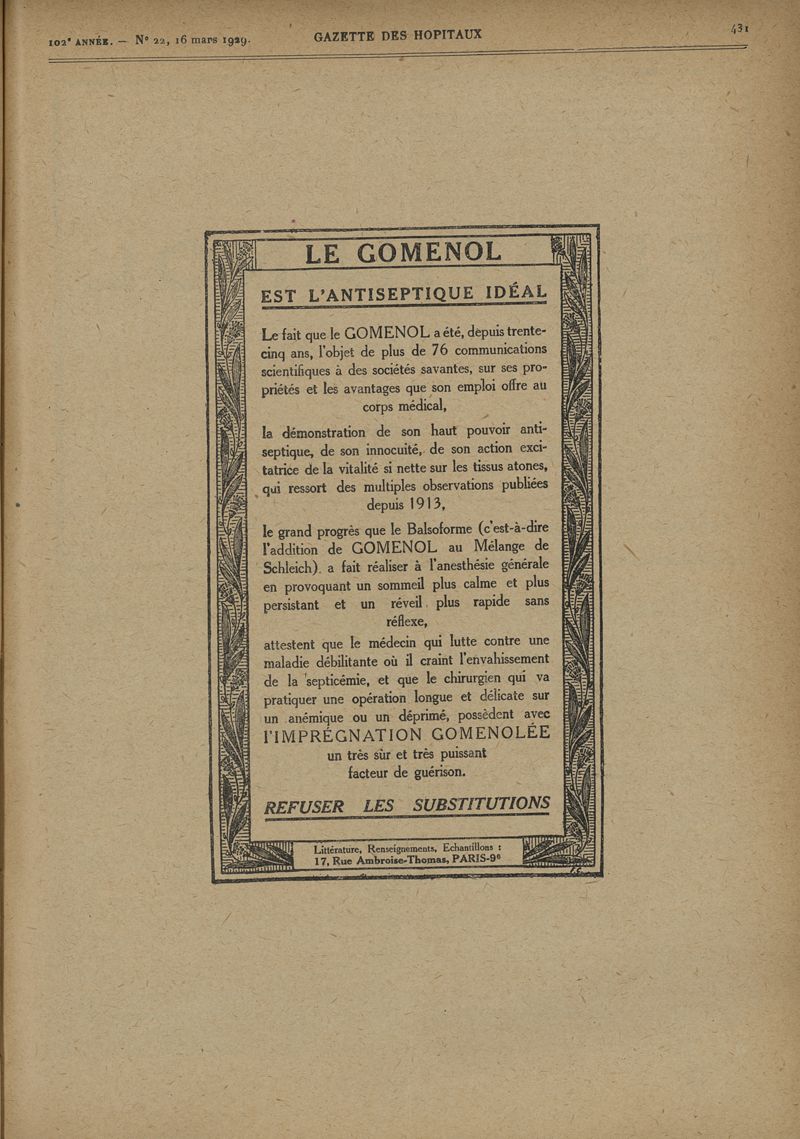 102ᵉ ANNÉE. — Nº 22, 16 mars 1929.
GAZETTE DES HOPITAUX
431
LE GOMENOL
EST L'ANTISEPTIQUE IDÉAL
Le fait que le GOMENOL a été, depuis trente-
cinq ans, l'objet de plus de 76 communications
scientifiques à des sociétés savantes, sur ses pro-
priétés et les avantages que son emploi offre au
corps médical,
la démonstration de son haut pouvoir anti-
septique, de son innocuité, de son action exci-
tatrice de la vitalité si nette sur les tissus atones,
qui ressort des multiples observations publiées
depuis 1913,
le grand progrès que le Balsoforme (c'est-à-dire
l'addition de GOMENOL au Mélange de
Schleich) a fait réaliser à l'anesthésie générale
en provoquant un sommeil plus calme et plus
persistant et un réveil plus rapide sans
réflexe,
attestent que le médecin qui lutte contre une
maladie débilitante où il craint l'envahissement
de la septicémie, et que le chirurgien qui va
pratiquer une opération longue et délicate sur
un anémique ou un déprimé, possèdent avec
l'IMPRÉGNATION GOMENOLÉE
un très sûr et très puissant
facteur de guérison.
REFUSER LES SUBSTITUTIONS
Littérature, Renseignements, Echantillons :
17, Rue Ambroise-Thomas, PARIS-9ᵉ